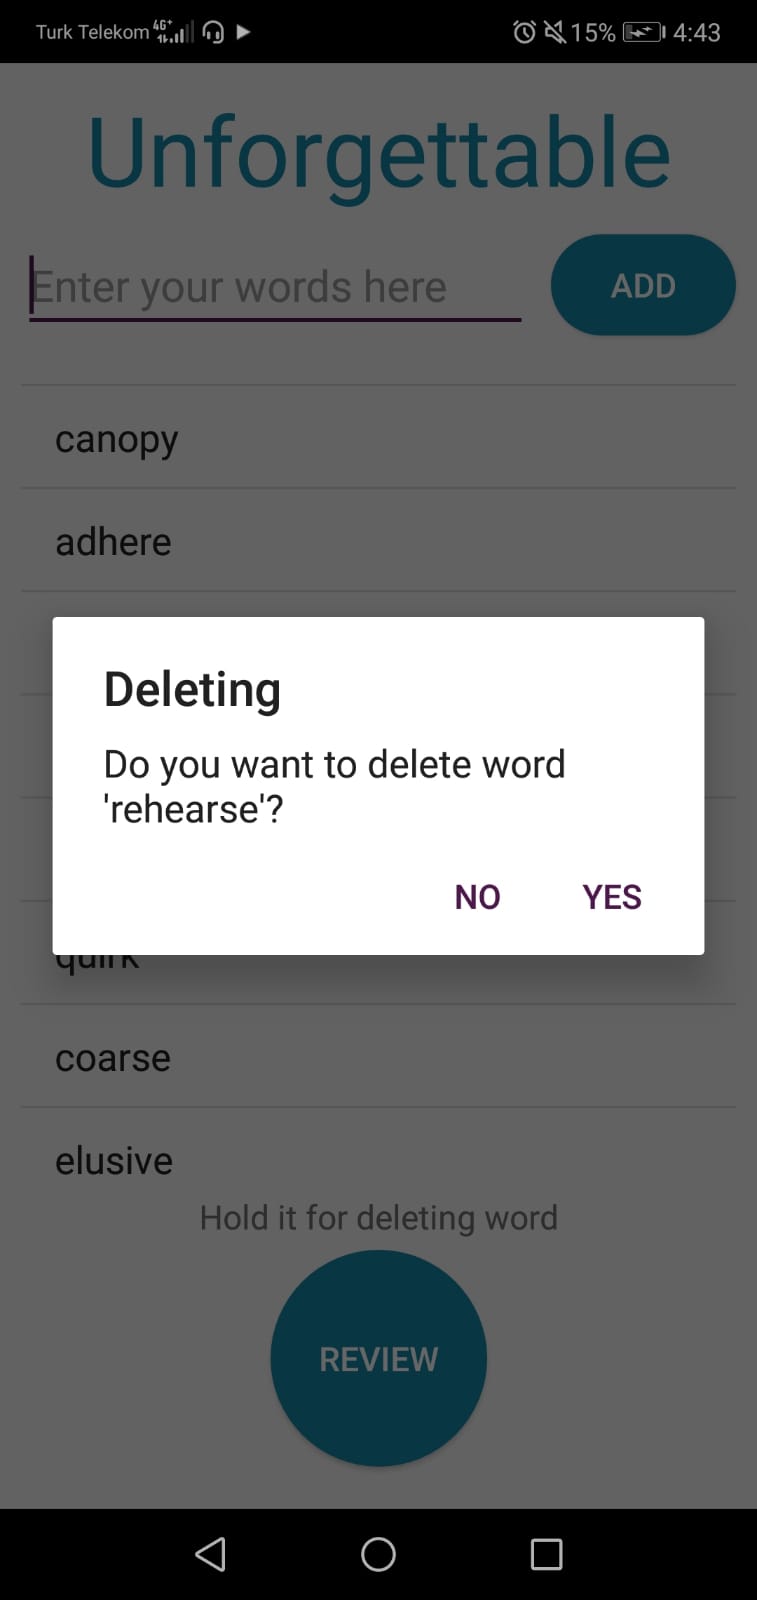 Turk Telekom 4G+ 15% 4:43
Unforgettable
Enter your words here
ADD
canopy
adhere
Deleting
Do you want to delete word
'rehearse'?
NO YES
quirk
coarse
elusive
Hold it for deleting word
REVIEW